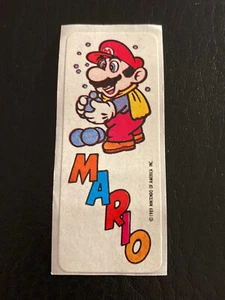 MARIO
© 1989 NINTENDO OF AMERICA INC.